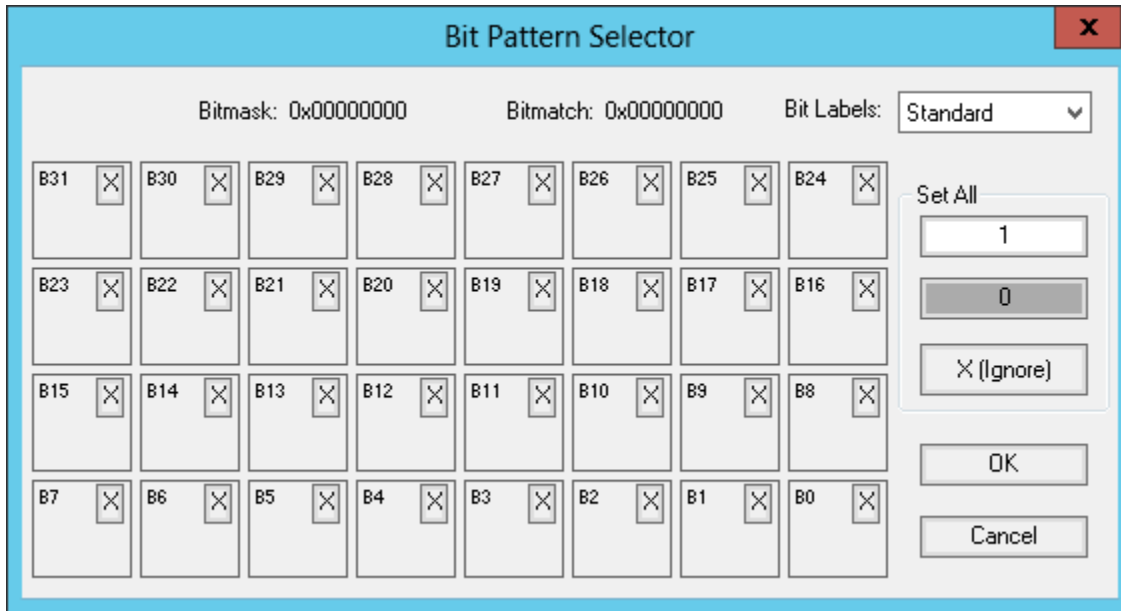 Bit Pattern Selector
x
Bitmask: 0x00000000 Bitmatch: 0x00000000 Bit Labels: Standard
B31 X B30 X B29 X B28 X B27 X B26 X B25 X B24 X
Set All
1
B23 X B22 X B21 X B20 X B19 X B18 X B17 X B16 X
0
X (Ignore)
B15 X B14 X B13 X B12 X B11 X B10 X B9 X B8 X
OK
B7 X B6 X B5 X B4 X B3 X B2 X B1 X B0 X
Cancel